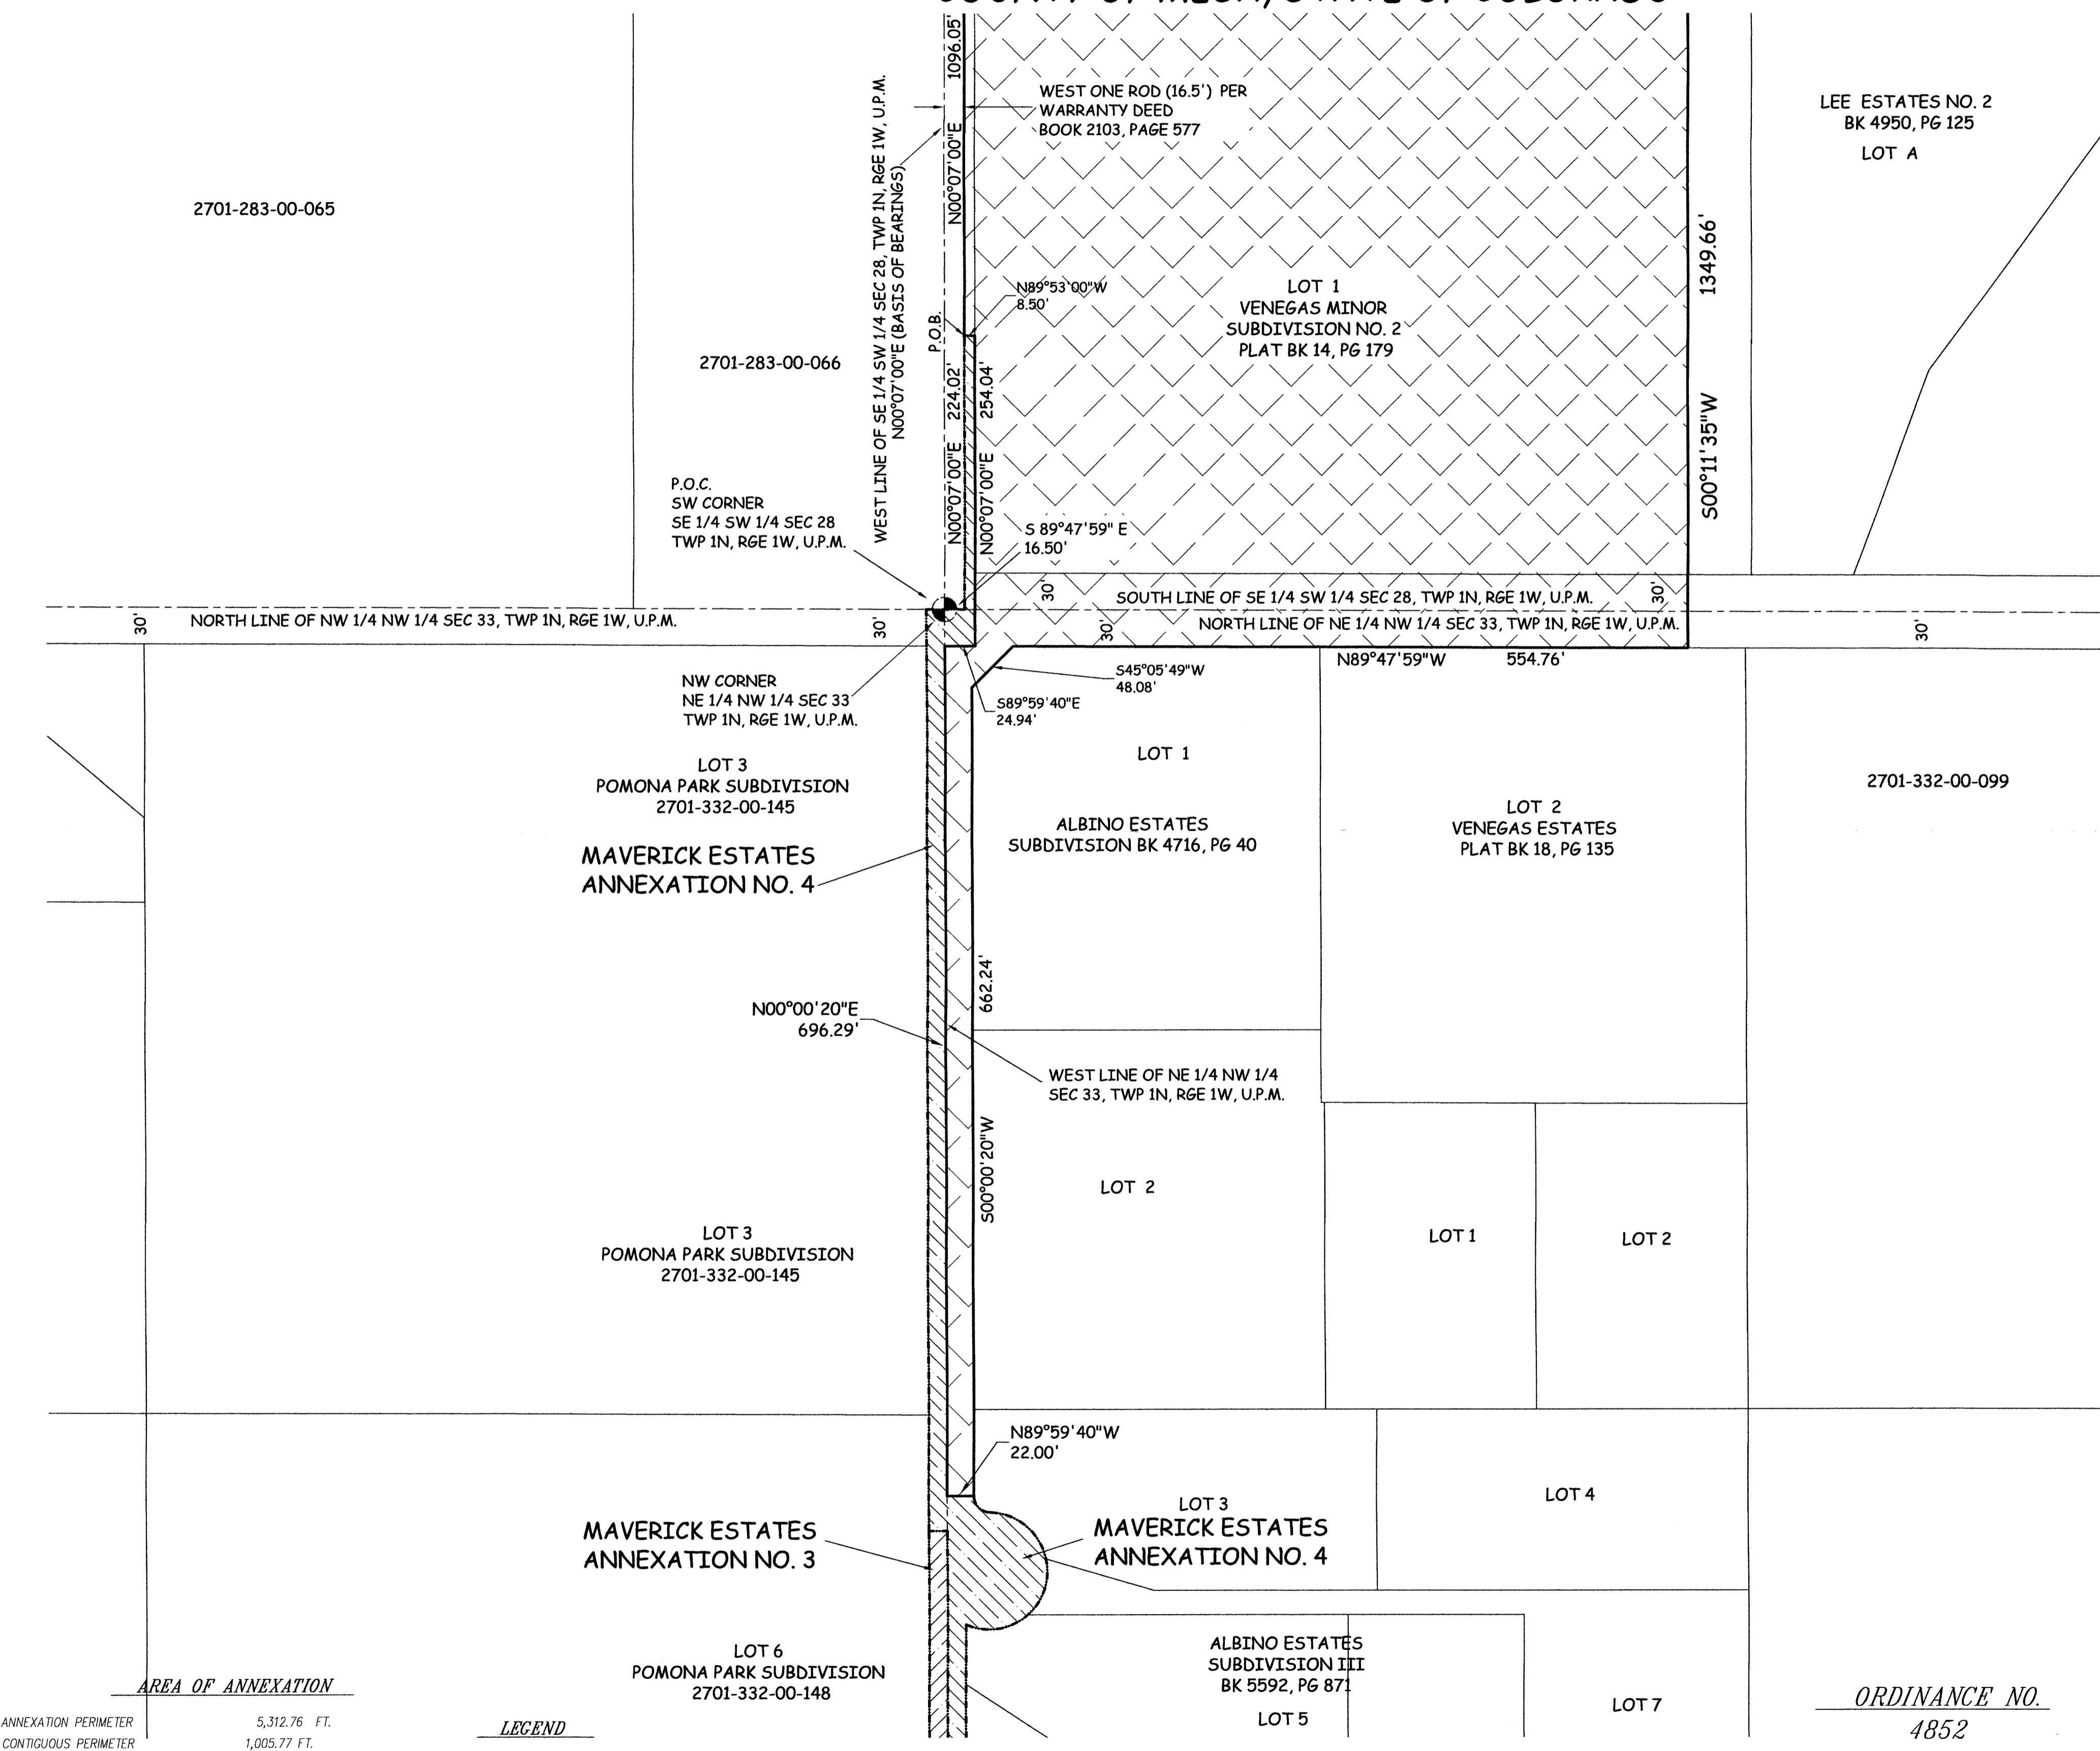 1096.05'
N00°07'00"E
WEST ONE ROD (16.5') PER
WARRANTY DEED
BOOK 2103, PAGE 577
LEE ESTATES NO. 2
BK 4950, PG 125
LOT A
2701-283-00-065
WEST LINE OF SE 1/4 SW 1/4 SEC 28, TWP 1N, RGE 1W, U.P.M.
N00°07'00"E (BASIS OF BEARINGS)
1349.66'
S00°11'35"W
N89°53'00"W
8.50'
LOT 1
VENEGAS MINOR
SUBDIVISION NO. 2
PLAT BK 14, PG 179
P.O.B.
2701-283-00-066
224.02'
N00°07'00"E
254.04'
N00°07'00"E
P.O.C.
SW CORNER
SE 1/4 SW 1/4 SEC 28
TWP 1N, RGE 1W, U.P.M.
S 89°47'59" E
16.50'
30'
30'
SOUTH LINE OF SE 1/4 SW 1/4 SEC 28, TWP 1N, RGE 1W, U.P.M.
30'
NORTH LINE OF NW 1/4 NW 1/4 SEC 33, TWP 1N, RGE 1W, U.P.M.
30'
30'
NORTH LINE OF NE 1/4 NW 1/4 SEC 33, TWP 1N, RGE 1W, U.P.M.
30'
N89°47'59"W 554.76'
S45°05'49"W
48.08'
NW CORNER
NE 1/4 NW 1/4 SEC 33
TWP 1N, RGE 1W, U.P.M.
S89°59'40"E
24.94'
LOT 3
POMONA PARK SUBDIVISION
2701-332-00-145
LOT 1
ALBINO ESTATES
SUBDIVISION BK 4716, PG 40
LOT 2
VENEGAS ESTATES
PLAT BK 18, PG 135
2701-332-00-099
MAVERICK ESTATES
ANNEXATION NO. 4
662.24'
S00°00'20"W
N00°00'20"E
696.29'
WEST LINE OF NE 1/4 NW 1/4
SEC 33, TWP 1N, RGE 1W, U.P.M.
LOT 2
LOT 1
LOT 2
LOT 3
POMONA PARK SUBDIVISION
2701-332-00-145
N89°59'40"W
22.00'
LOT 3
LOT 4
MAVERICK ESTATES
ANNEXATION NO. 3
MAVERICK ESTATES
ANNEXATION NO. 4
LOT 6
POMONA PARK SUBDIVISION
2701-332-00-148
ALBINO ESTATES
SUBDIVISION III
BK 5592, PG 871
LOT 5
LOT 7
AREA OF ANNEXATION
ANNEXATION PERIMETER 5,312.76 FT.
CONTIGUOUS PERIMETER 1,005.77 FT.
LEGEND
ORDINANCE NO.
4852